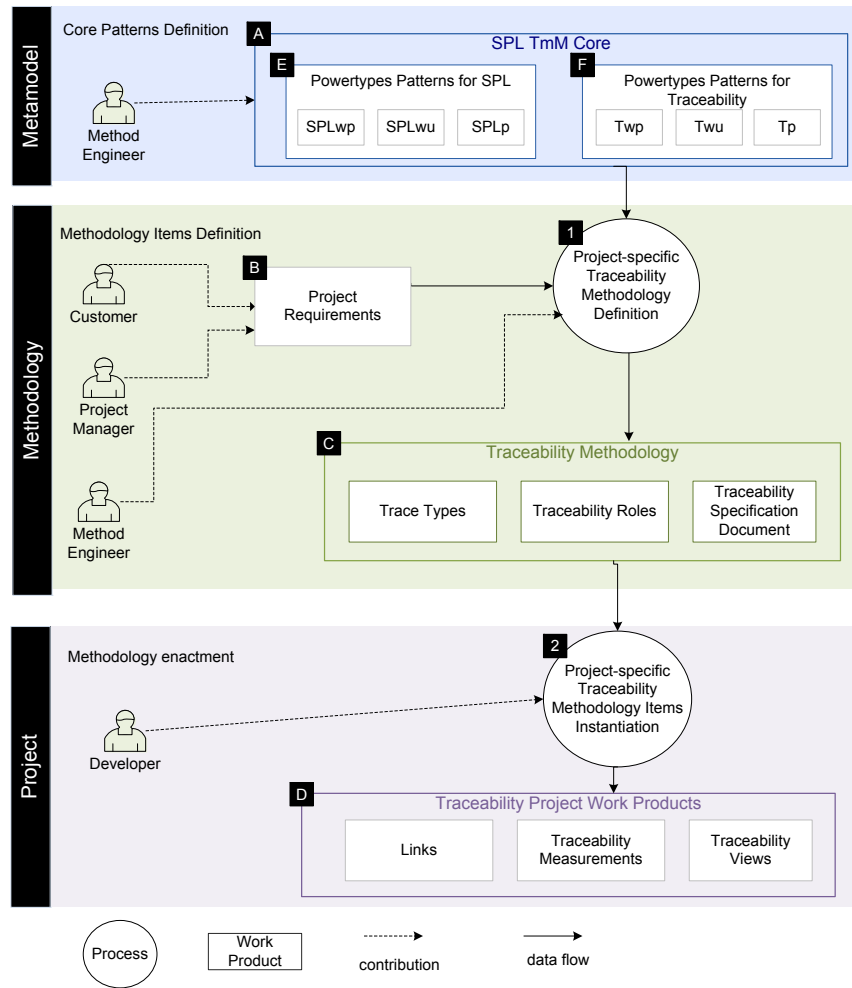 Metamodel
Core Patterns Definition
A
SPL TmM Core
E
Powertypes Patterns for SPL
SPLwp
SPLwu
SPLp
F
Powertypes Patterns for
Traceability
Twp
Twu
Tp
Method
Engineer
Methodology
Methodology Items Definition
Customer
Project
Manager
Method
Engineer
B
Project
Requirements
1
Project-specific
Traceability
Methodology
Definition
C
Traceability Methodology
Trace Types
Traceability Roles
Traceability
Specification
Document
Project
Methodology enactment
Developer
2
Project-specific
Traceability
Methodology Items
Instantiation
D
Traceability Project Work Products
Links
Traceability
Measurements
Traceability
Views
Process
Work
Product
contribution
data flow